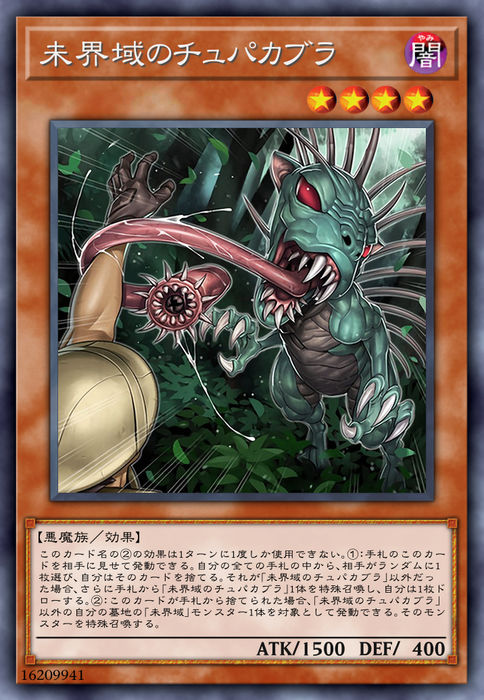 未界域のチュパカブラ
やみ
闇
【悪魔族／効果】
このカード名の②の効果は1ターンに1度しか使用できない。①：手札のこのカー
ドを相手に見せて発動できる。自分の全ての手札の中から、相手がランダムに1
枚選び、自分はそのカードを捨てる。それが「未界域のチュパカブラ」以外だっ
た場合、さらに手札から「未界域のチュパカブラ」1体を特殊召喚し、自分は1枚ド
ローする。②：このカードが手札から捨てられた場合、「未界域のチュパカブラ」
以外の自分の墓地の「未界域」モンスター1体を対象として発動できる。そのモン
スターを特殊召喚する。
ATK/1500 DEF/ 400
16209941